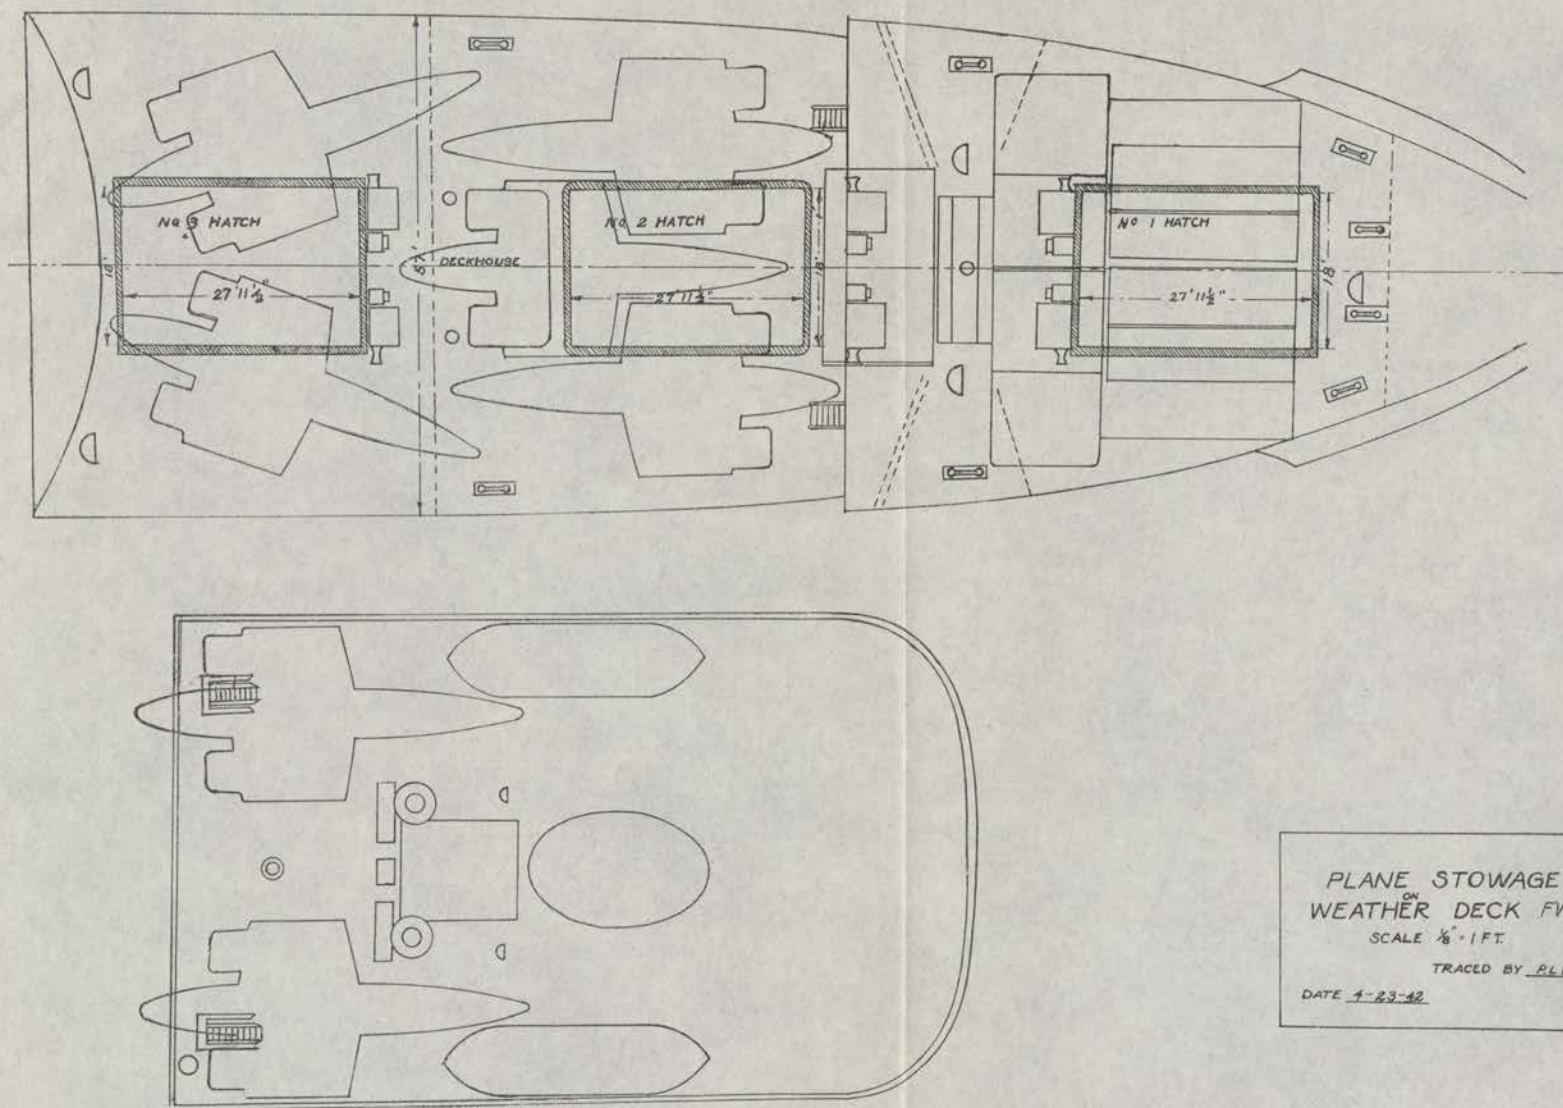 No 3 HATCH
18'
27' 11½"
57'
DECKHOUSE
No 2 HATCH
27' 11½"
18'
No 1 HATCH
27' 11½"
18'
PLANE STOWAGE
ON
WEATHER DECK
SCALE ⅛" = 1 FT.
TRACED BY P.L.
DATE 4-23-42